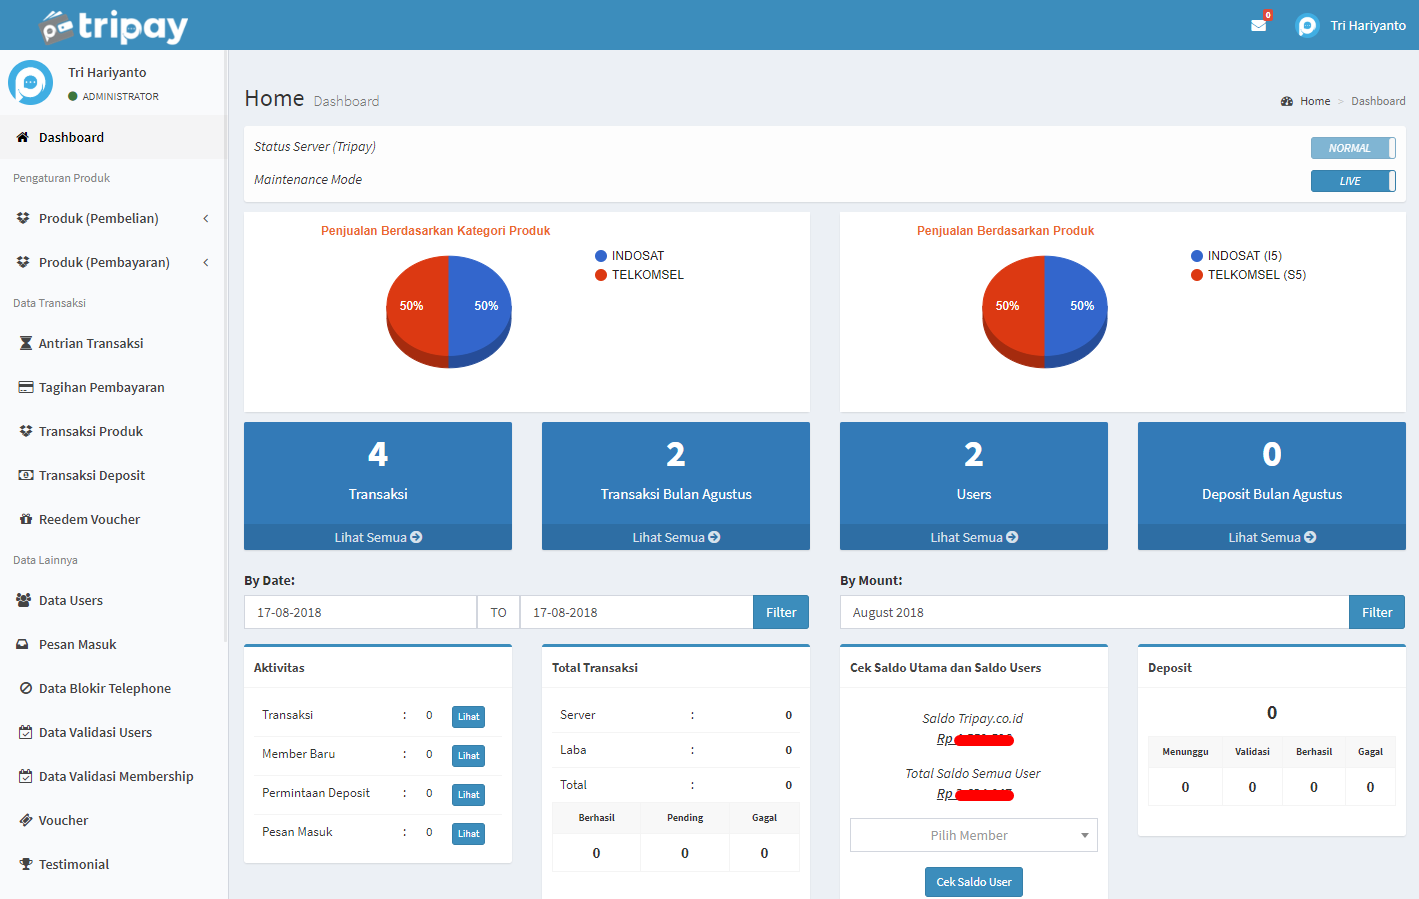 tripay
0
Tri Hariyanto
Tri Hariyanto
ADMINISTRATOR
Dashboard
Pengaturan Produk
Produk (Pembelian)
Produk (Pembayaran)
Data Transaksi
Antrian Transaksi
Tagihan Pembayaran
Transaksi Produk
Transaksi Deposit
Reedem Voucher
Data Lainnya
Data Users
Pesan Masuk
Data Blokir Telephone
Data Validasi Users
Data Validasi Membership
Voucher
Testimonial
Home Dashboard
Home > Dashboard
Status Server (Tripay)
NORMAL
Maintenance Mode
LIVE
Penjualan Berdasarkan Kategori Produk
50% 50%
INDOSAT
TELKOMSEL
Penjualan Berdasarkan Produk
50% 50%
INDOSAT (I5)
TELKOMSEL (S5)
4
Transaksi
Lihat Semua
2
Transaksi Bulan Agustus
Lihat Semua
2
Users
Lihat Semua
0
Deposit Bulan Agustus
Lihat Semua
By Date:
17-08-2018 TO 17-08-2018 Filter
By Mount:
August 2018 Filter
Aktivitas
Transaksi : 0 Lihat
Member Baru : 0 Lihat
Permintaan Deposit : 0 Lihat
Pesan Masuk : 0 Lihat
Total Transaksi
Server : 0
Laba : 0
Total : 0
Berhasil Pending Gagal
0 0 0
Cek Saldo Utama dan Saldo Users
Saldo Tripay.co.id
Rp
Total Saldo Semua User
Rp
Pilih Member
Cek Saldo User
Deposit
0
Menunggu Validasi Berhasil Gagal
0 0 0 0